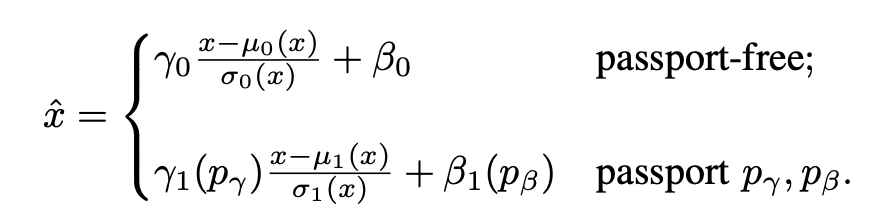 x̂ = { γ₀ (x−μ₀(x))/(σ₀(x)) + β₀ passport-free;
γ₁(p_γ) (x−μ₁(x))/(σ₁(x)) + β₁(p_β) passport p_γ, p_β.